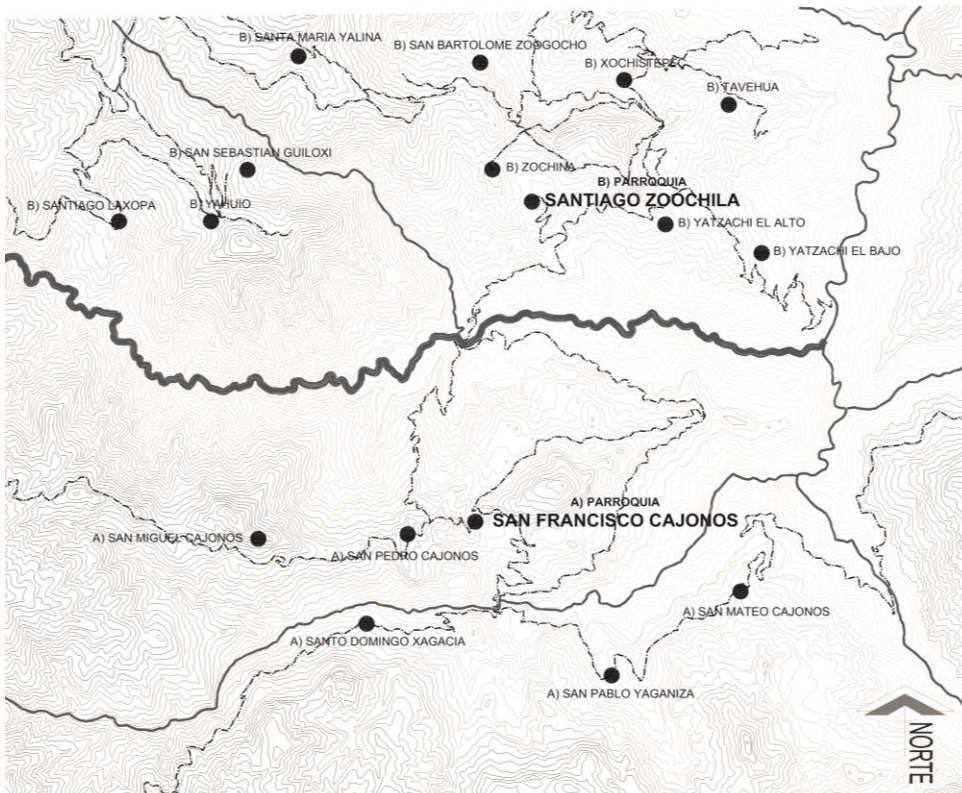 B) SANTA MARIA YALINA
B) SAN BARTOLOME ZOOGOCHO
B) XOCHISTEPEC
B) TAVEHUA
B) SAN SEBASTIAN GUILOXI
B) ZOCHINA
B) PARROQUIA
SANTIAGO ZOOCHILA
B) SANTIAGO LAXOPA
B) YAHUIO
B) YATZACHI EL ALTO
B) YATZACHI EL BAJO
A) PARROQUIA
SAN FRANCISCO CAJONOS
A) SAN MIGUEL CAJONOS
A) SAN PEDRO CAJONOS
A) SAN MATEO CAJONOS
A) SANTO DOMINGO XAGACIA
A) SAN PABLO YAGANIZA
NORTE